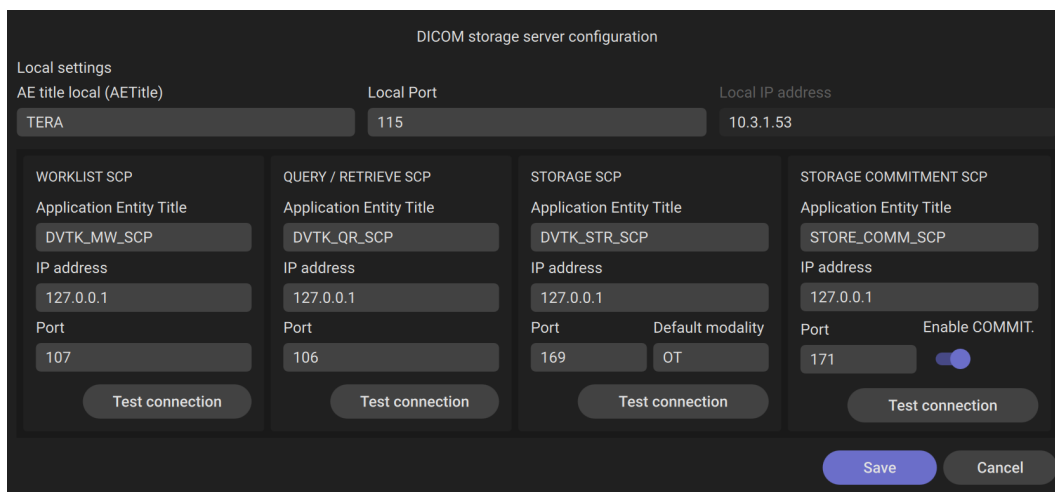 DICOM storage server configuration
Local settings
AE title local (AETitle)
Local Port
Local IP address
TERA
115
10.3.1.53
WORKLIST SCP
Application Entity Title
DVTK_MW_SCP
IP address
127.0.0.1
Port
107
Test connection
QUERY / RETRIEVE SCP
Application Entity Title
DVTK_QR_SCP
IP address
127.0.0.1
Port
106
Test connection
STORAGE SCP
Application Entity Title
DVTK_STR_SCP
IP address
127.0.0.1
Port
Default modality
169
OT
Test connection
STORAGE COMMITMENT SCP
Application Entity Title
STORE_COMM_SCP
IP address
127.0.0.1
Port
Enable COMMIT.
171
Test connection
Save
Cancel